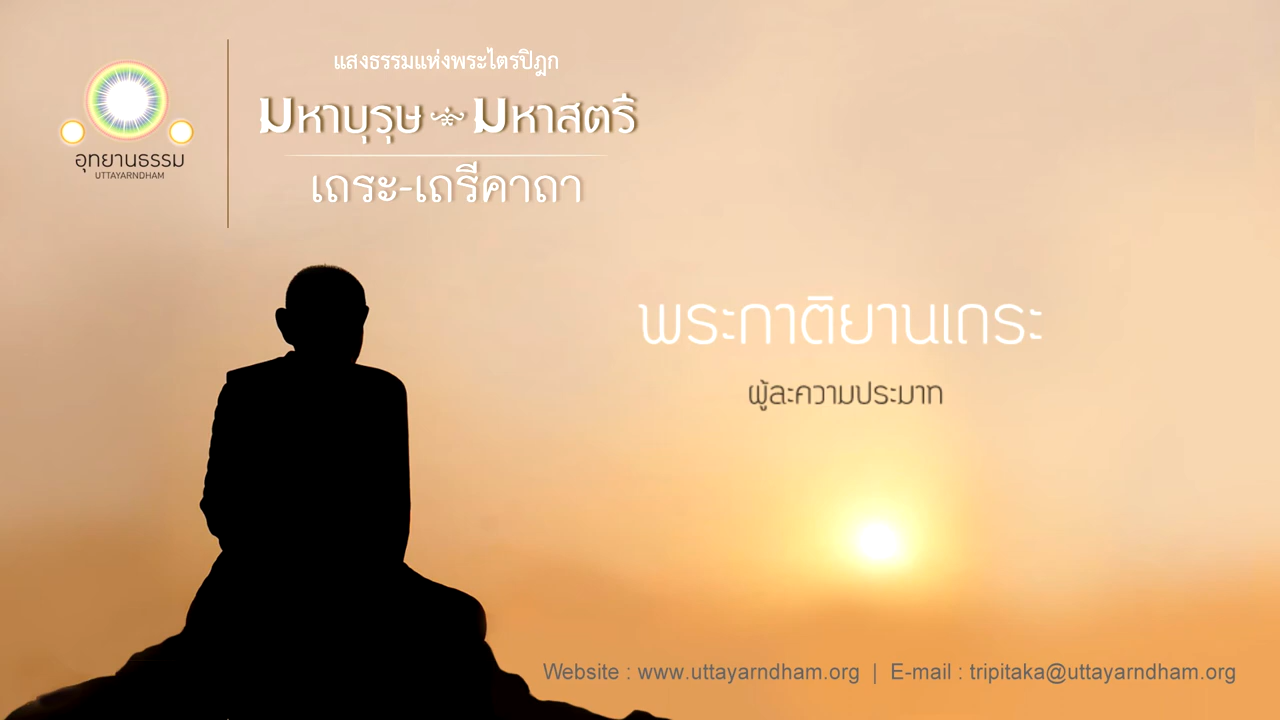 อุทยานธรรม
UTTAYARNDHAM
แสงธรรมแห่งพระไตรปิฎก
มหาบุรุษ มหาสตรี
เถระ-เถรีคาถา
พระกาติยานเถระ
ผู้ละความประมาท
Website : www.uttayarndham.org | E-mail : tripitaka@uttayarndham.org